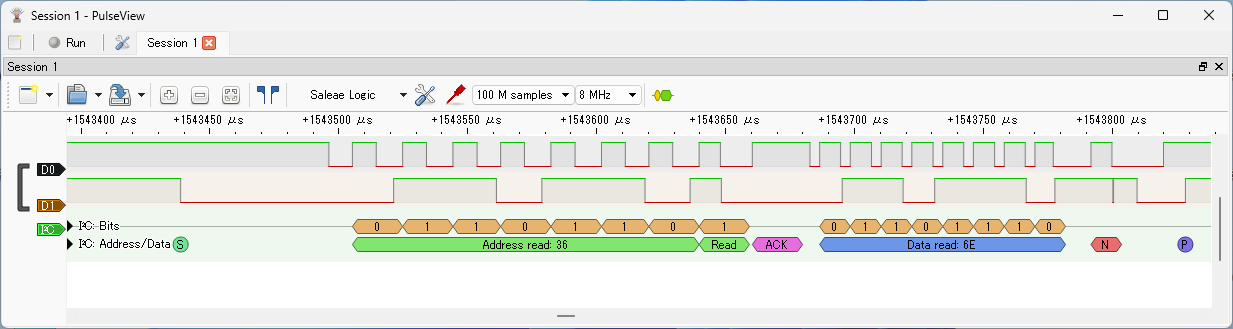 Session 1 - PulseView
Run Session 1
Session 1
Saleae Logic 100 M samples 8 MHz
+1543400 μs +1543450 μs +1543500 μs +1543550 μs +1543600 μs +1543650 μs +1543700 μs +1543750 μs +1543800 μs
D0
D1
I²C I²C: Bits 0 1 1 0 1 1 0 1 0 1 1 0 1 1 1 0
I²C: Address/Data S Address read: 36 Read ACK Data read: 6E N P